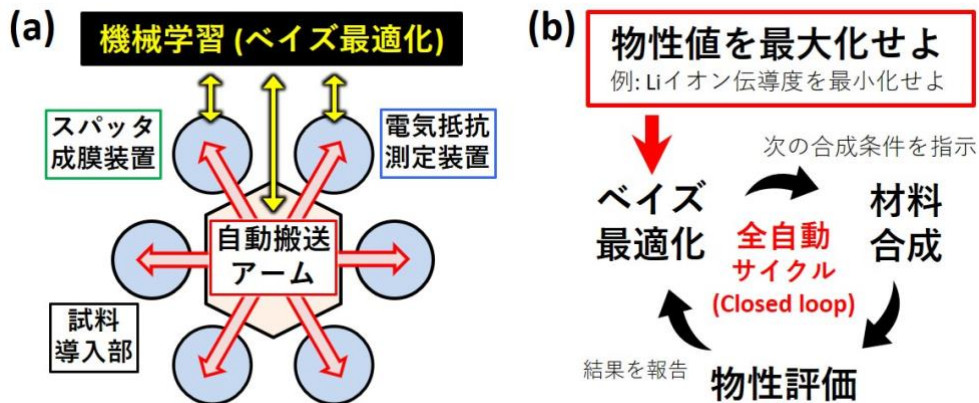 (a)
機械学習 (ベイズ最適化)
スパッタ
成膜装置
電気抵抗
測定装置
自動搬送
アーム
試料
導入部
(b)
物性値を最大化せよ
例: Liイオン伝導度を最小化せよ
次の合成条件を指示
ベイズ
最適化
材料
合成
全自動
サイクル
(Closed loop)
結果を報告
物性評価